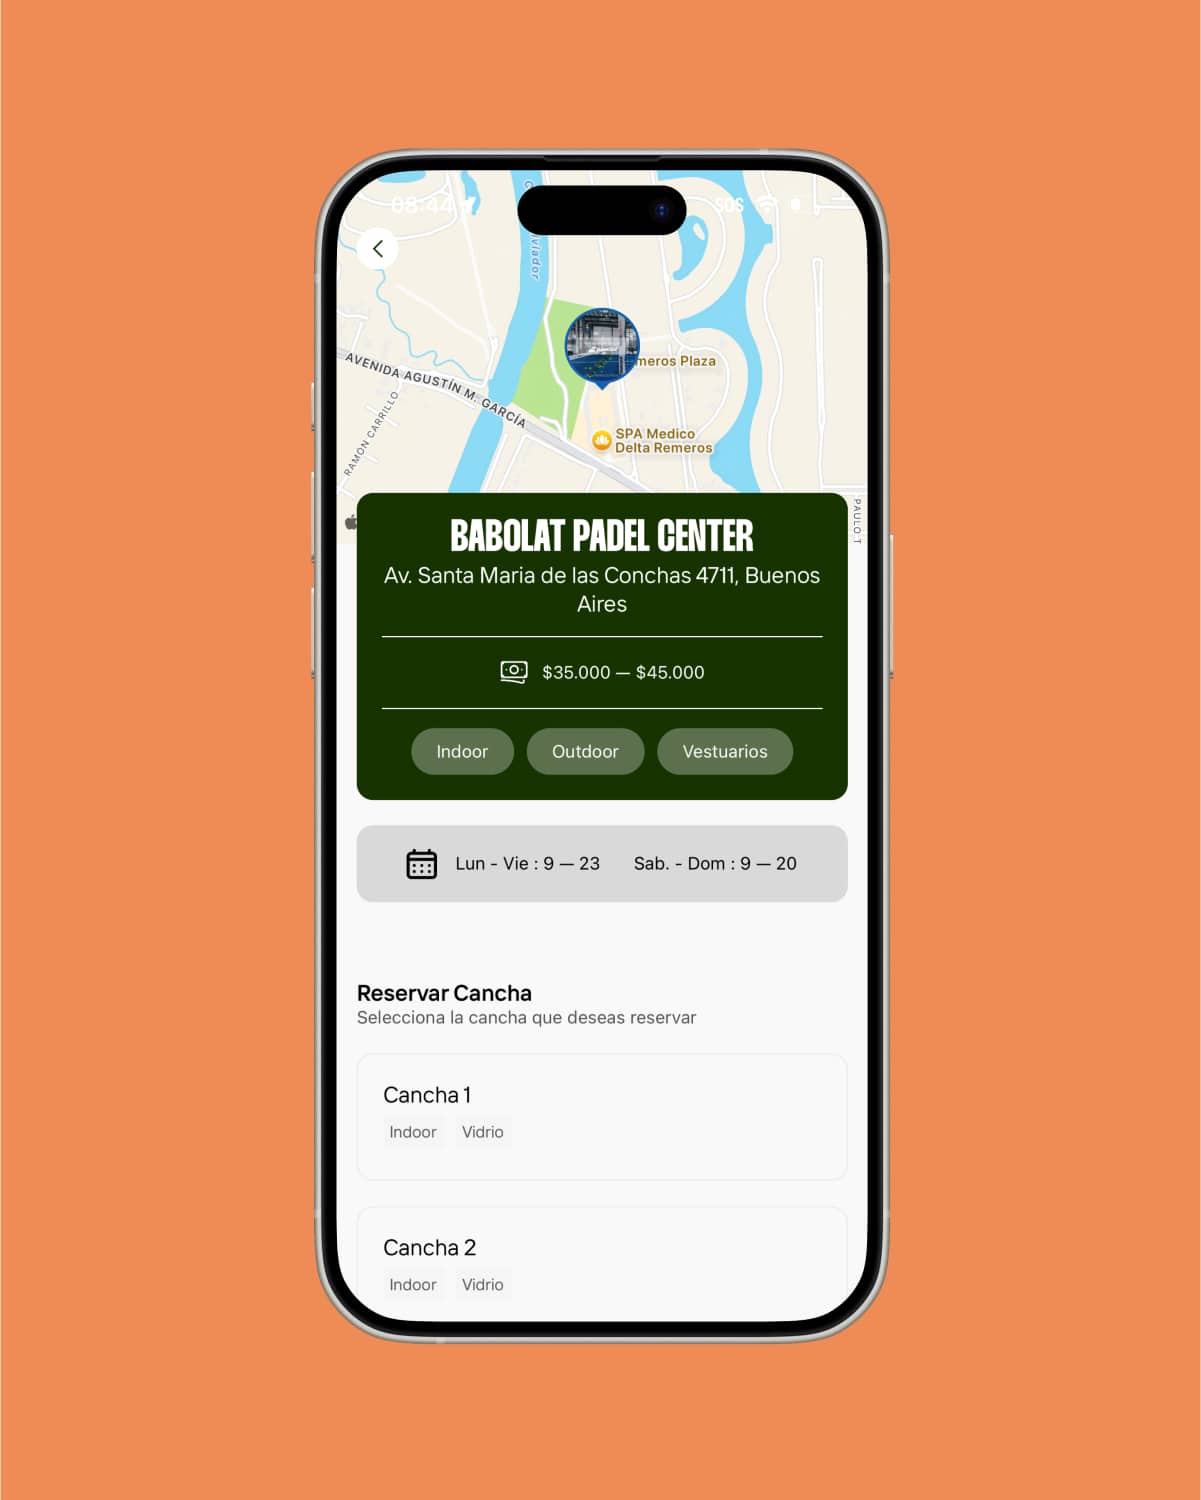 08:44
SOS
AVENIDA AGUSTÍN M. GARCÍA
RAMON CARRILLO
meros Plaza
SPA Medico
Delta Remeros
PAULO T
BABOLAT PADEL CENTER
Av. Santa Maria de las Conchas 4711, Buenos
Aires
$35.000 — $45.000
Indoor Outdoor Vestuarios
Lun - Vie : 9 — 23 Sab. - Dom : 9 — 20
Reservar Cancha
Selecciona la cancha que deseas reservar
Cancha 1
Indoor Vidrio
Cancha 2
Indoor Vidrio